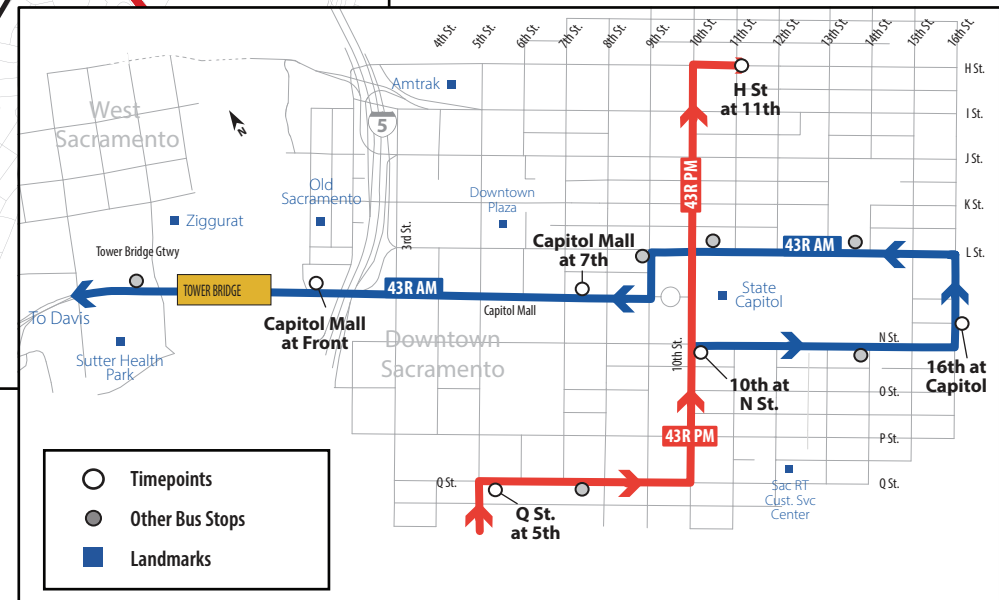 4th St.
5th St.
6th St.
7th St.
8th St.
9th St.
10th St.
11th St.
12th St.
13th St.
14th St.
15th St.
16th St.
H St.
I St.
J St.
K St.
L St.
Amtrak
H St
at 11th
West
Sacramento
N
5
43R PM
Old
Sacramento
Downtown
Plaza
Ziggurat
3rd St.
Tower Bridge Gtwy
Capitol Mall
at 7th
43R AM
TOWER BRIDGE
43R AM
State
Capitol
Capitol Mall
To Davis
Capitol Mall
at Front
Downtown
Sacramento
N St.
10th St.
Sutter Health
Park
16th at
Capitol
10th at
N St.
O St.
43R PM
P St.
Q St.
Q St.
Sac RT
Cust. Svc
Center
Q St.
at 5th
Timepoints
Other Bus Stops
Landmarks